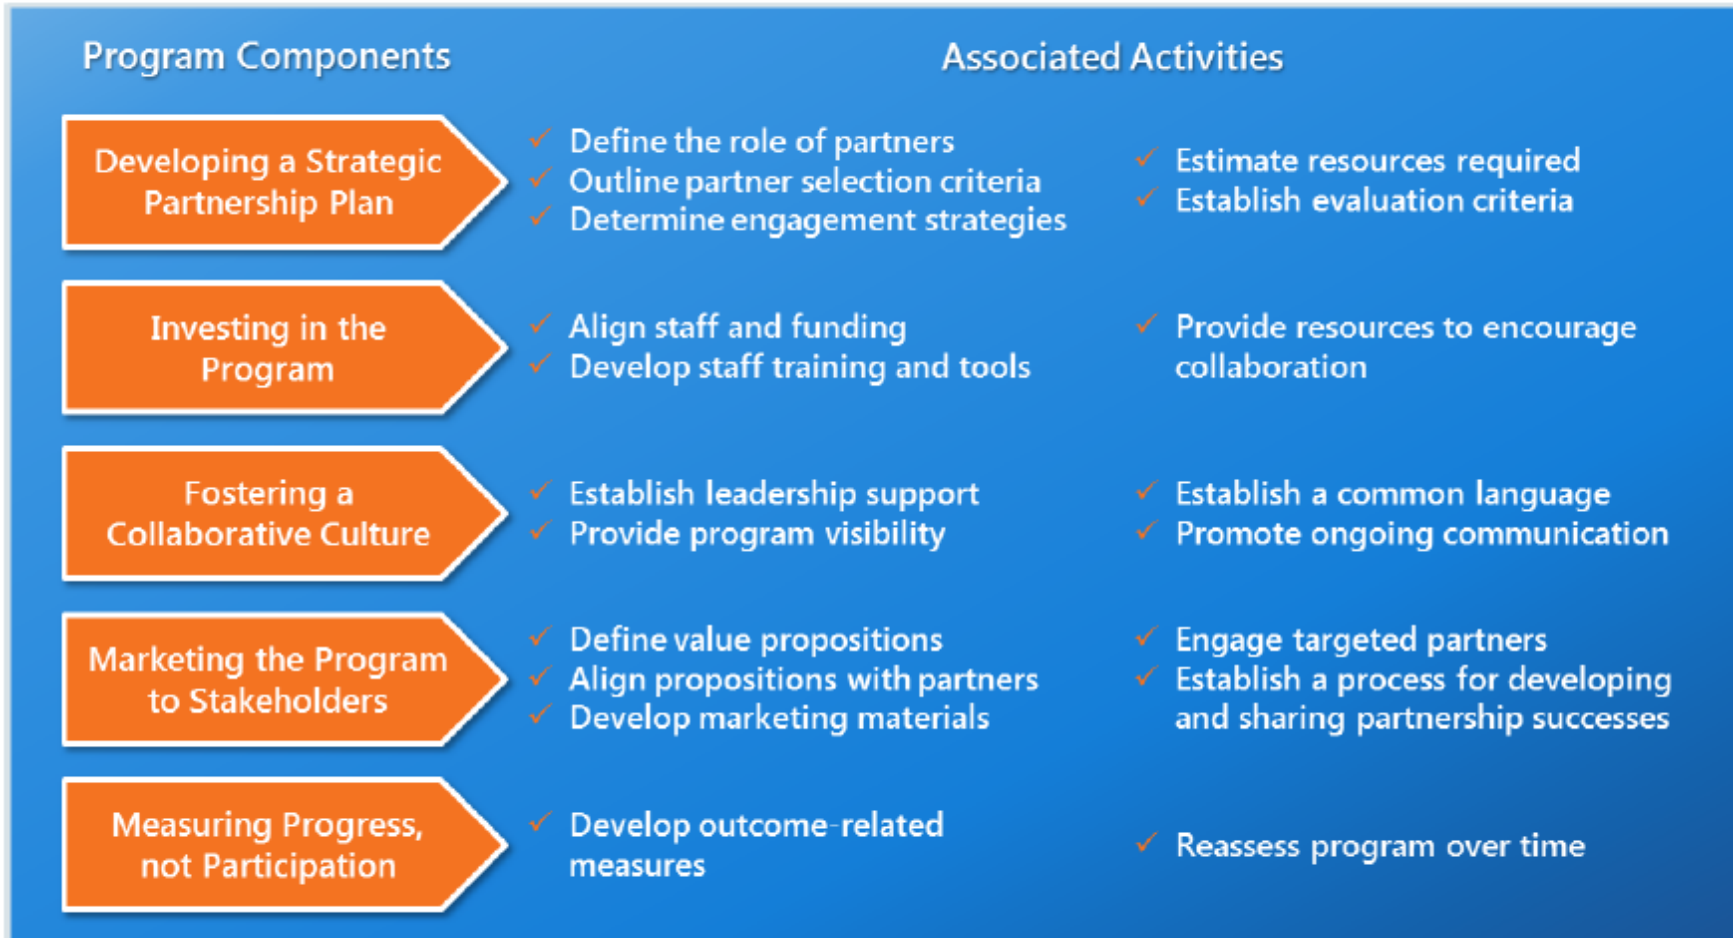 Program Components
Associated Activities
Developing a Strategic
Partnership Plan
Define the role of partners
Outline partner selection criteria
Determine engagement strategies
Estimate resources required
Establish evaluation criteria
Investing in the
Program
Align staff and funding
Develop staff training and tools
Provide resources to encourage
collaboration
Fostering a
Collaborative Culture
Establish leadership support
Provide program visibility
Establish a common language
Promote ongoing communication
Marketing the Program
to Stakeholders
Define value propositions
Align propositions with partners
Develop marketing materials
Engage targeted partners
Establish a process for developing
and sharing partnership successes
Measuring Progress,
not Participation
Develop outcome-related
measures
Reassess program over time